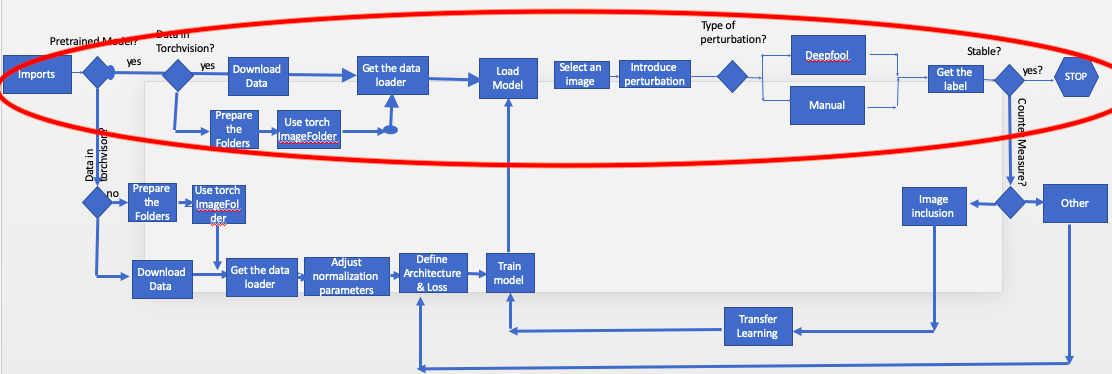 Pretrained Model?
Data in
Torchvision?
Type of
perturbation?
Stable?
Imports
yes
yes
Download
Data
Get the data
loader
Load
Model
Select an
image
Introduce
perturbation
Deepfool
Manual
Get the
label
yes?
STOP
Prepare
the
Folders
Use torch
ImageFolder
Data in
torchvison?
Counter Measure?
no
Prepare
the
Folders
Use torch
ImageFol
der
Image
inclusion
Other
Download
Data
Get the data
loader
Adjust
normalization
parameters
Define
Architecture
& Loss
Train
model
Transfer
Learning